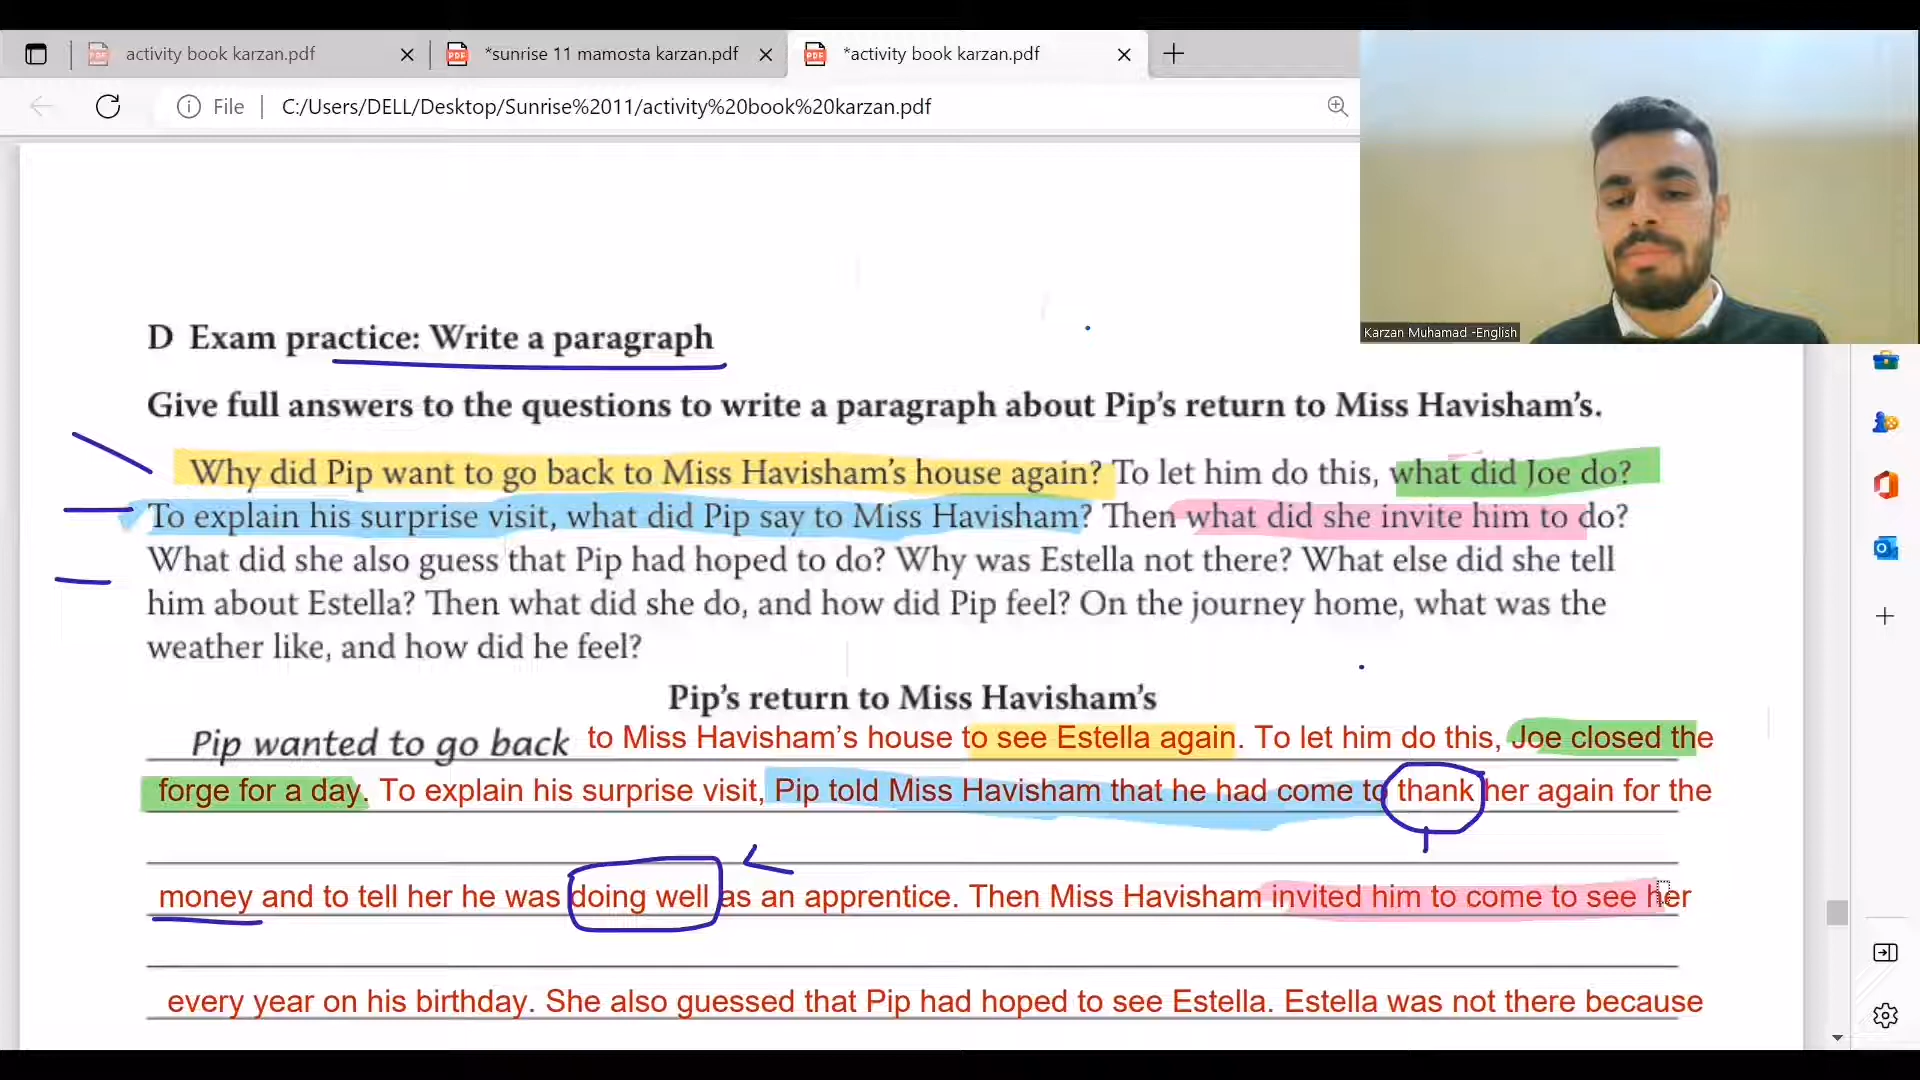 activity book karzan.pdf
*sunrise 11 mamosta karzan.pdf
*activity book karzan.pdf
File
C:/Users/DELL/Desktop/Sunrise%2011/activity%20book%20karzan.pdf
Karzan Muhamad -English
D Exam practice: Write a paragraph
Give full answers to the questions to write a paragraph about Pip's return to Miss Havisham's.
Why did Pip want to go back to Miss Havisham's house again? To let him do this, what did Joe do?
To explain his surprise visit, what did Pip say to Miss Havisham? Then what did she invite him to do?
What did she also guess that Pip had hoped to do? Why was Estella not there? What else did she tell
him about Estella? Then what did she do, and how did Pip feel? On the journey home, what was the
weather like, and how did he feel?
Pip's return to Miss Havisham's
Pip wanted to go back to Miss Havisham's house to see Estella again. To let him do this, Joe closed the
forge for a day. To explain his surprise visit, Pip told Miss Havisham that he had come to thank her again for the
money and to tell her he was doing well as an apprentice. Then Miss Havisham invited him to come to see her
every year on his birthday. She also guessed that Pip had hoped to see Estella. Estella was not there because